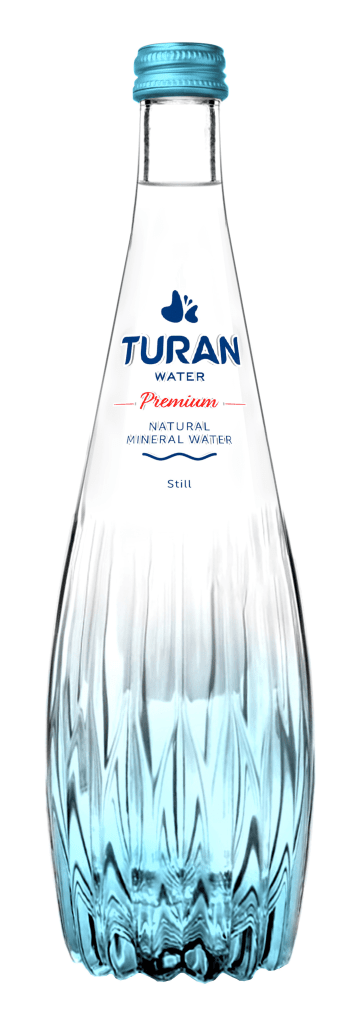 TURAN
WATER
Premium
NATURAL
MINERAL WATER
Still